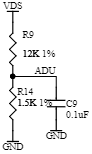 VDS
R9
12K 1%
ADU
R14
1.5K 1%
C9
0.1uF
GND
GND